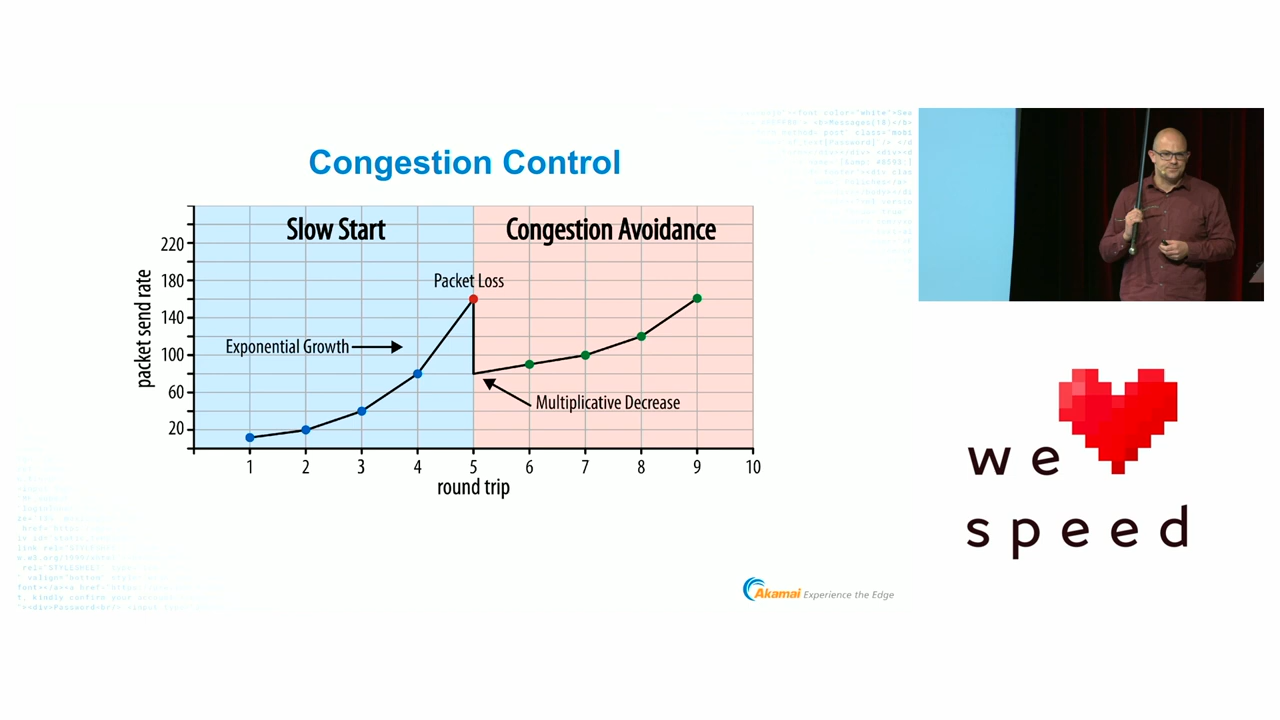 Congestion Control
Slow Start
Congestion Avoidance
Packet Loss
Exponential Growth
Multiplicative Decrease
packet send rate
220
180
140
100
60
20
1 2 3 4 5 6 7 8 9 10
round trip
Akamai Experience the Edge
we
speed